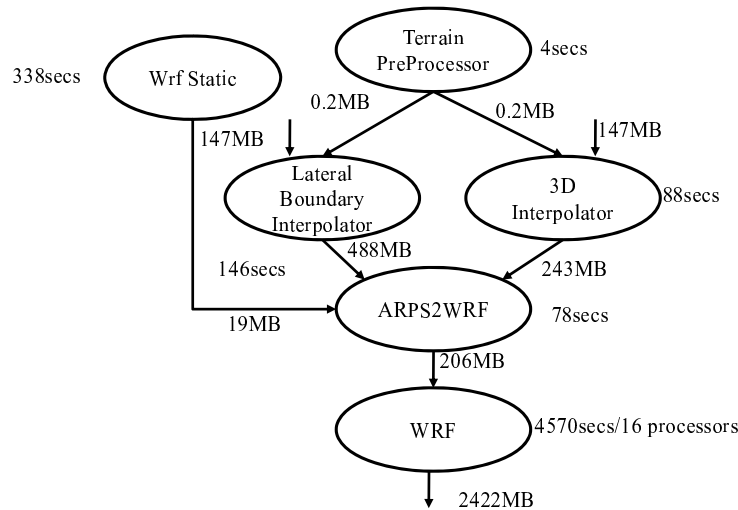 Terrain
PreProcessor
4secs
338secs
Wrf Static
0.2MB
0.2MB
147MB
147MB
Lateral
Boundary
Interpolator
3D
Interpolator
88secs
488MB
146secs
243MB
ARPS2WRF
78secs
19MB
206MB
WRF
4570secs/16 processors
2422MB